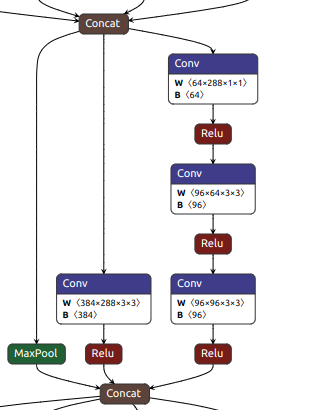 Concat
Conv
W ⟨64×288×1×1⟩
B ⟨64⟩
Relu
Conv
W ⟨96×64×3×3⟩
B ⟨96⟩
Relu
Conv
W ⟨384×288×3×3⟩
B ⟨384⟩
Conv
W ⟨96×96×3×3⟩
B ⟨96⟩
MaxPool
Relu
Relu
Concat